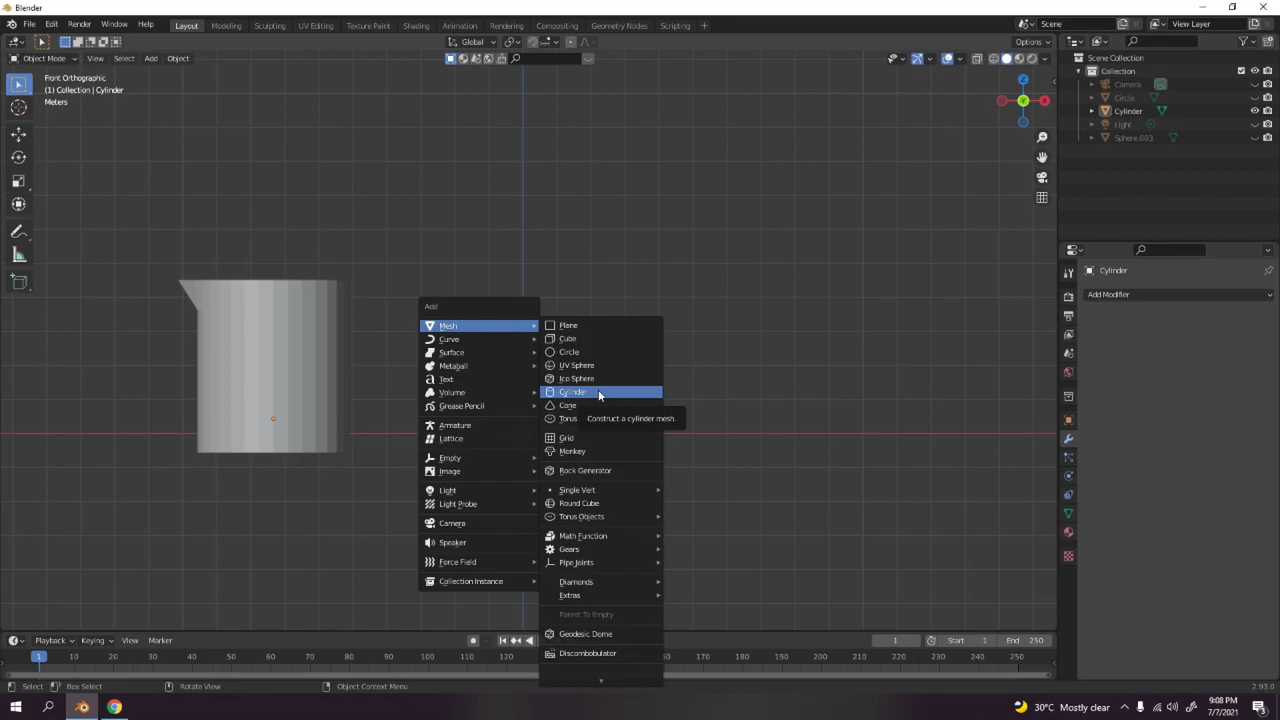 Blender
File Edit Render Window Help
Layout Modeling Sculpting UV Editing Texture Paint Shading Animation Rendering Compositing Geometry Nodes Scripting +
Scene View Layer
Global Options
Object Mode View Select Add Object
Front Orthographic
(1) Collection | Cylinder
Meters
Z
Y
X
Scene Collection
Collection
Camera
Circle
Cylinder
Light
Sphere.003
Cylinder
Add Modifier
Add
Mesh
Curve
Surface
Metaball
Text
Volume
Grease Pencil
Armature
Lattice
Empty
Image
Light
Light Probe
Camera
Speaker
Force Field
Collection Instance
Plane
Cube
Circle
UV Sphere
Ico Sphere
Cylinder
Cone
Construct a cylinder mesh.
Torus
Grid
Monkey
Rock Generator
Single Vert
Round Cube
Torus Objects
Math Function
Gears
Pipe Joints
Diamonds
Extras
Parent To Empty
Geodesic Dome
Discombobulator
Playback Keying View Marker
1 Start 1 End 250
1 10 20 30 40 50 60 70 80 90 100 110 120 170 180 190 200 210 220 230 240 250
Select Box Select Rotate View Object Context Menu
2.93.0
30°C Mostly clear
9:08 PM
7/7/2021
3